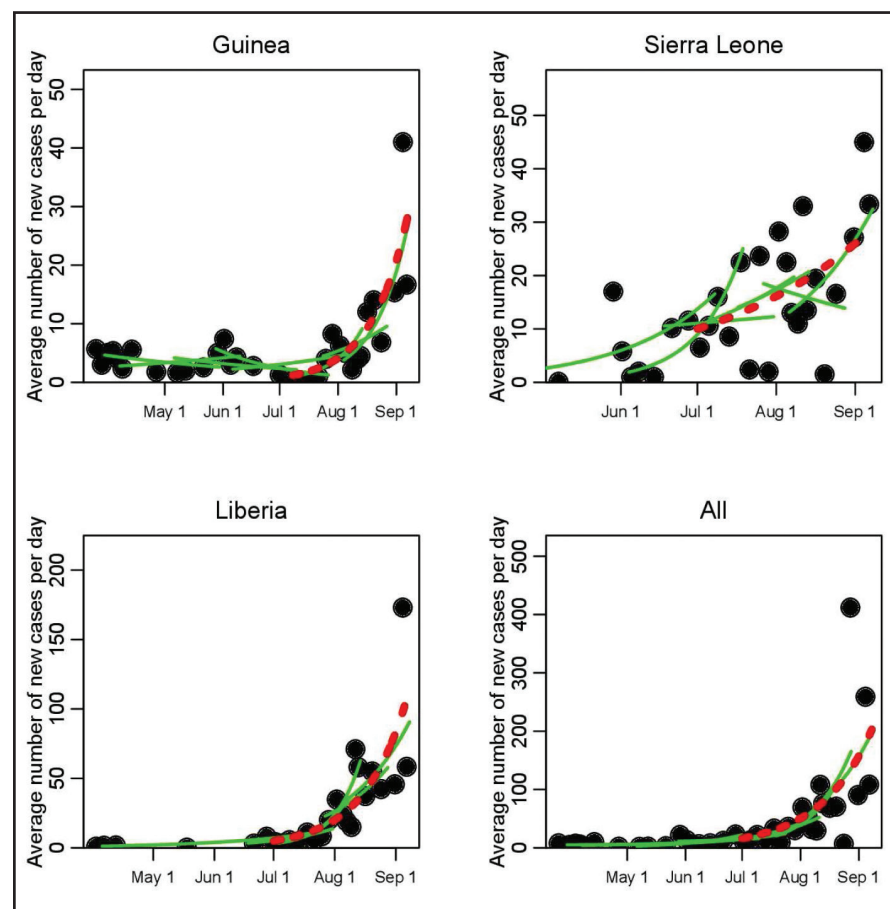 Guinea
Average number of new cases per day
50
40
30
20
10
0
May 1 Jun 1 Jul 1 Aug 1 Sep 1
Sierra Leone
Average number of new cases per day
50
40
30
20
10
0
Jun 1 Jul 1 Aug 1 Sep 1
Liberia
Average number of new cases per day
200
150
100
50
0
May 1 Jun 1 Jul 1 Aug 1 Sep 1
All
Average number of new cases per day
500
400
300
200
100
0
May 1 Jun 1 Jul 1 Aug 1 Sep 1